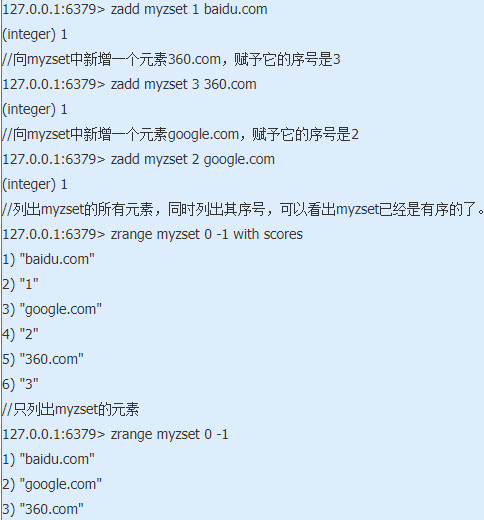 127.0.0.1:6379> zadd myzset 1 baidu.com
(integer) 1
//向myzset中新增一个元素360.com，赋予它的序号是3
127.0.0.1:6379> zadd myzset 3 360.com
(integer) 1
//向myzset中新增一个元素google.com，赋予它的序号是2
127.0.0.1:6379> zadd myzset 2 google.com
(integer) 1
//列出myzset的所有元素，同时列出其序号，可以看出myzset已经是有序的了。
127.0.0.1:6379> zrange myzset 0 -1 with scores
1) "baidu.com"
2) "1"
3) "google.com"
4) "2"
5) "360.com"
6) "3"
//只列出myzset的元素
127.0.0.1:6379> zrange myzset 0 -1
1) "baidu.com"
2) "google.com"
3) "360.com"